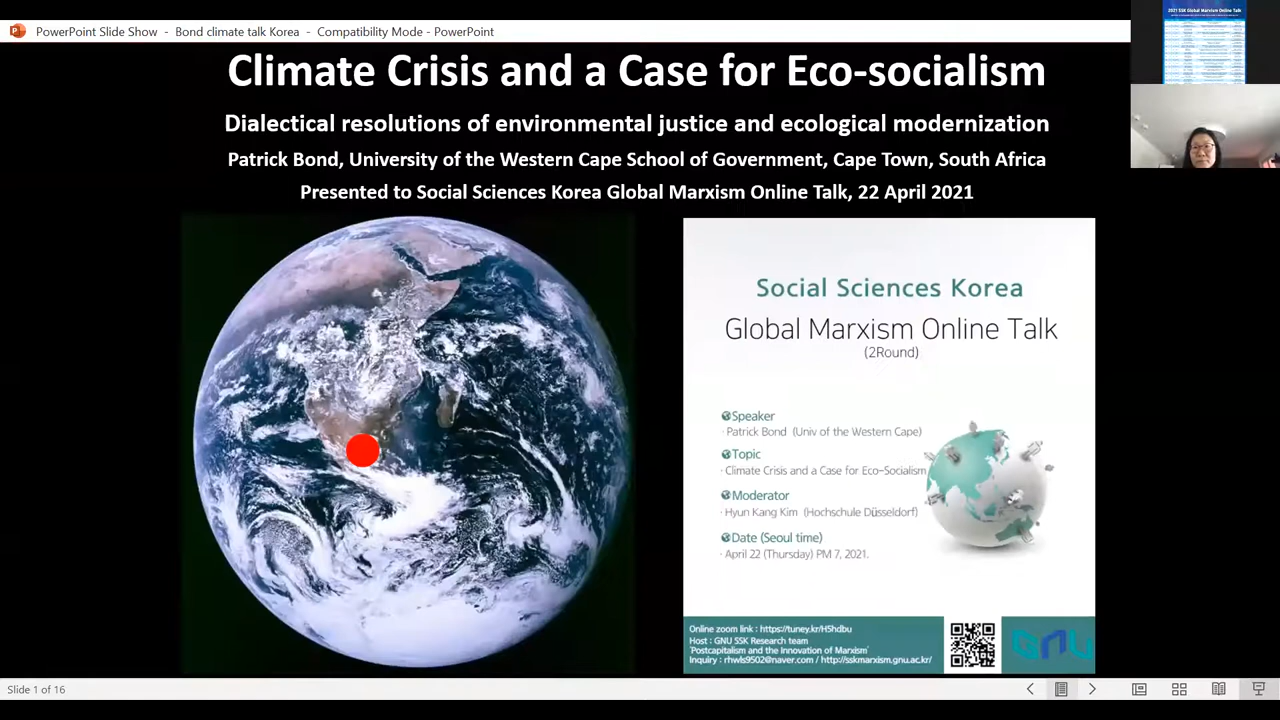 PowerPoint Slide Show - Bond climate talk Korea - Compatibility Mode -
2021 SSK Global Marxism Online Talk
Climate Crisis and a Case for Eco-socialism
Dialectical resolutions of environmental justice and ecological modernization
Patrick Bond, University of the Western Cape School of Government, Cape Town, South Africa
Presented to Social Sciences Korea Global Marxism Online Talk, 22 April 2021
Social Sciences Korea
Global Marxism Online Talk
(2Round)
Speaker
· Patrick Bond (Univ of the Western Cape)
Topic
· Climate Crisis and a Case for Eco-Socialism
Moderator
· Hyun Kang Kim (Hochschule Düsseldorf)
Date (Seoul time)
· April 22 (Thursday) PM 7, 2021.
Online zoom link : https://tuney.kr/H5hdbu
Host : GNU SSK Research team
'Postcapitalism and the Innovation of Marxism'
Inquiry : rhwls9502@naver.com / http://sskmarxism.gnu.ac.kr/
GNU
Slide 1 of 16